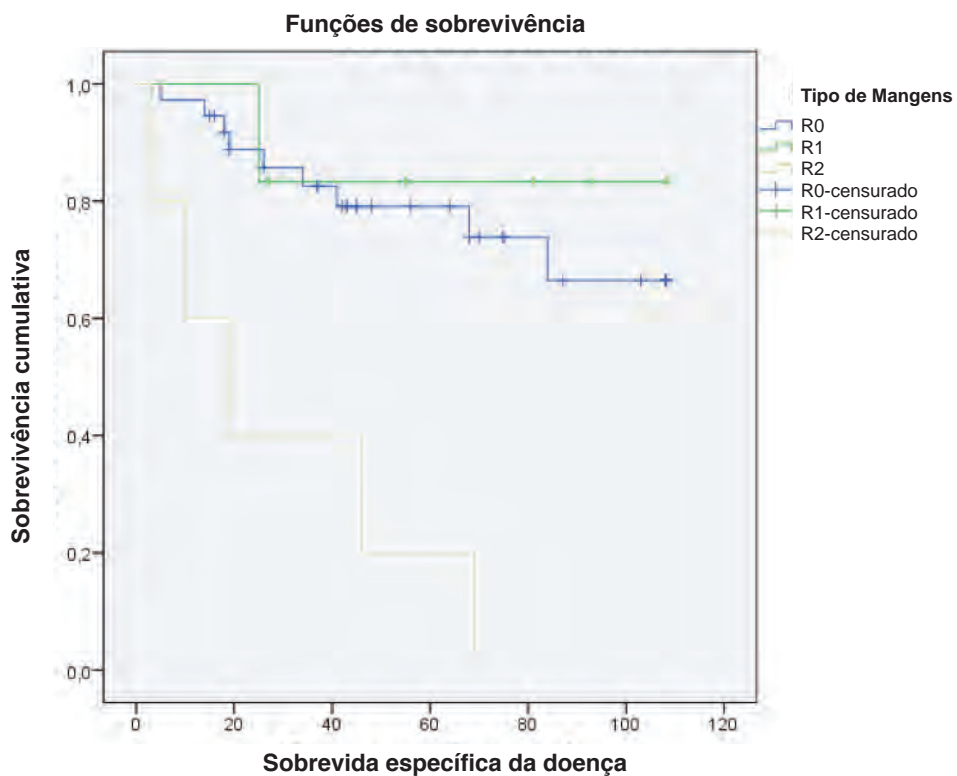 Funções de sobrevivência
Sobrevivência cumulativa
1,0
0,8
0,6
0,4
0,2
0,0
0
20
40
60
80
100
120
Sobrevida específica da doença
Tipo de Mangens
R0
R1
R2
R0-censurado
R1-censurado
R2-censurado